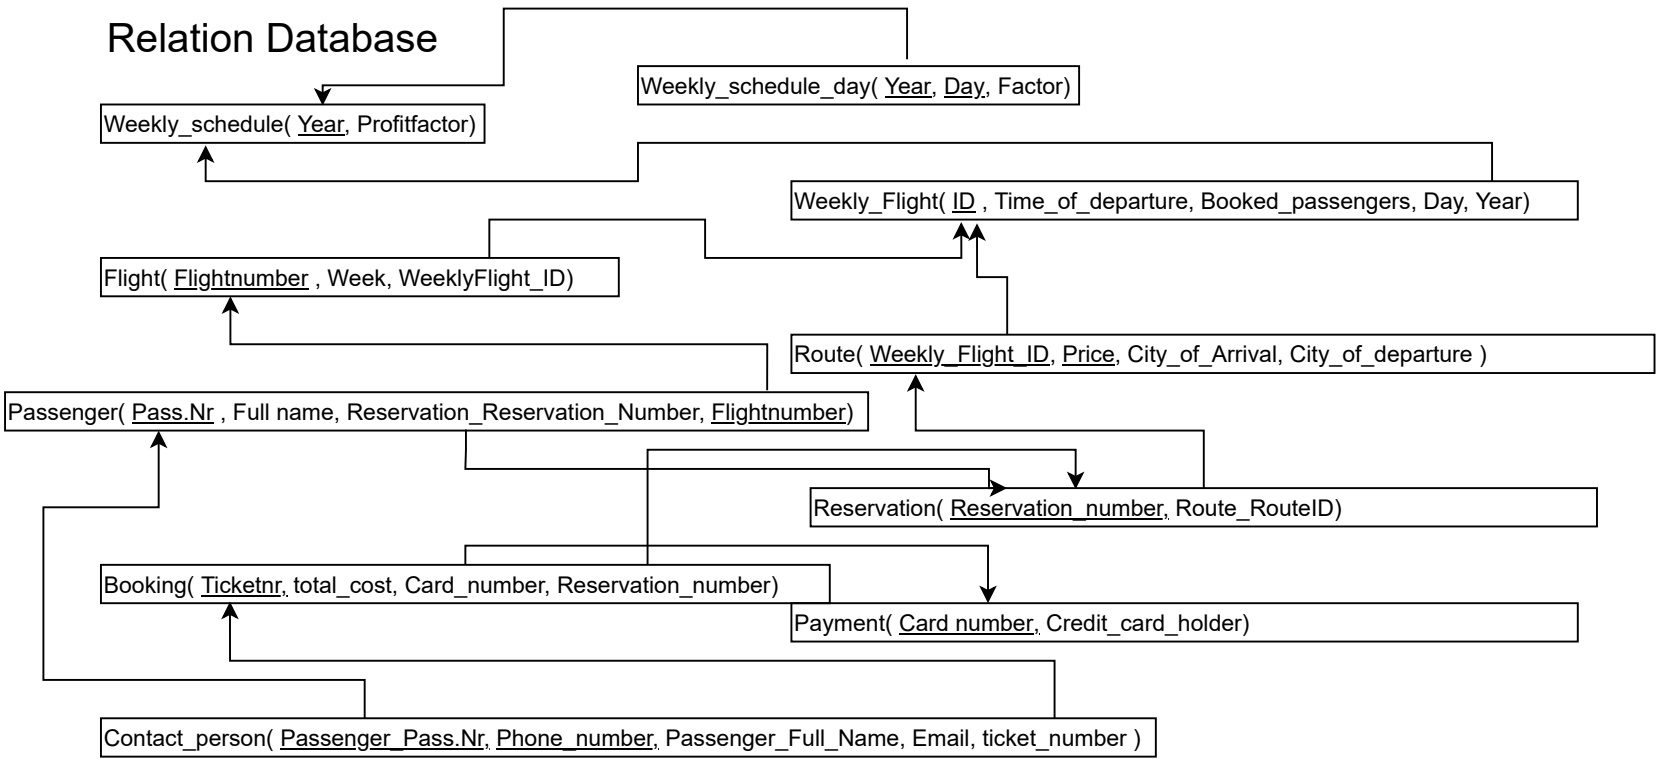 Relation Database
Weekly_schedule_day( Year, Day, Factor)
Weekly_schedule( Year, Profitfactor)
Weekly_Flight( ID , Time_of_departure, Booked_passengers, Day, Year)
Flight( Flightnumber , Week, WeeklyFlight_ID)
Route( Weekly_Flight_ID, Price, City_of_Arrival, City_of_departure )
Passenger( Pass.Nr , Full name, Reservation_Reservation_Number, Flightnumber)
Reservation( Reservation_number, Route_RouteID)
Booking( Ticketnr, total_cost, Card_number, Reservation_number)
Payment( Card number, Credit_card_holder)
Contact_person( Passenger_Pass.Nr, Phone_number, Passenger_Full_Name, Email, ticket_number )